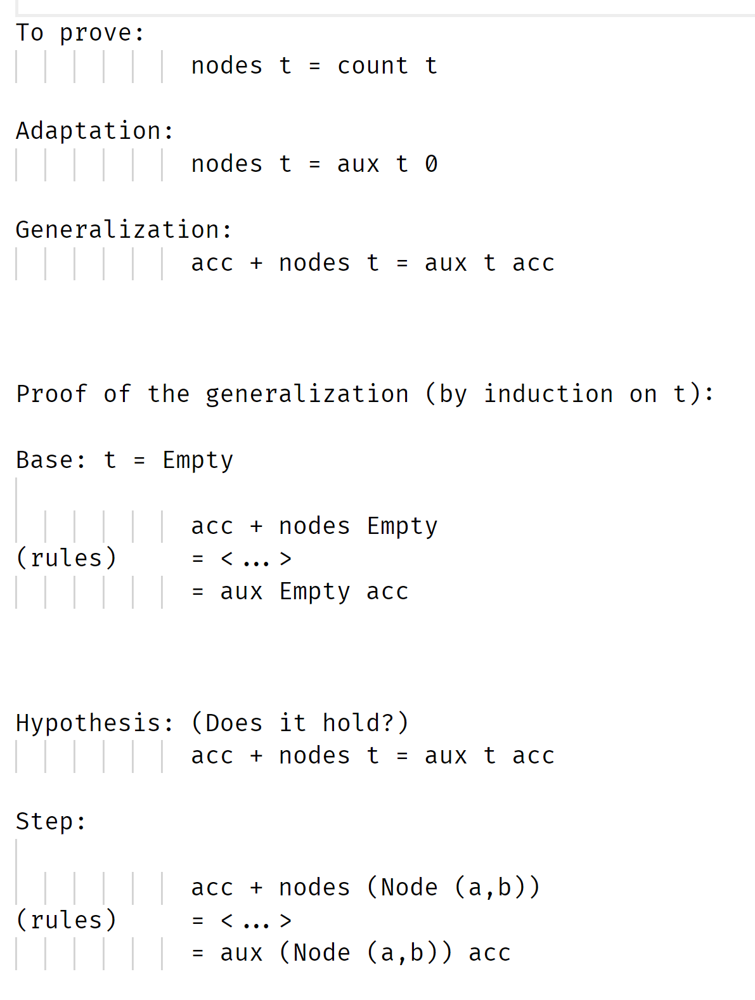 To prove:
nodes t = count t
Adaptation:
nodes t = aux t 0
Generalization:
acc + nodes t = aux t acc
Proof of the generalization (by induction on t):
Base: t = Empty
acc + nodes Empty
(rules) = <...>
= aux Empty acc
Hypothesis: (Does it hold?)
acc + nodes t = aux t acc
Step:
acc + nodes (Node (a,b))
(rules) = <...>
= aux (Node (a,b)) acc